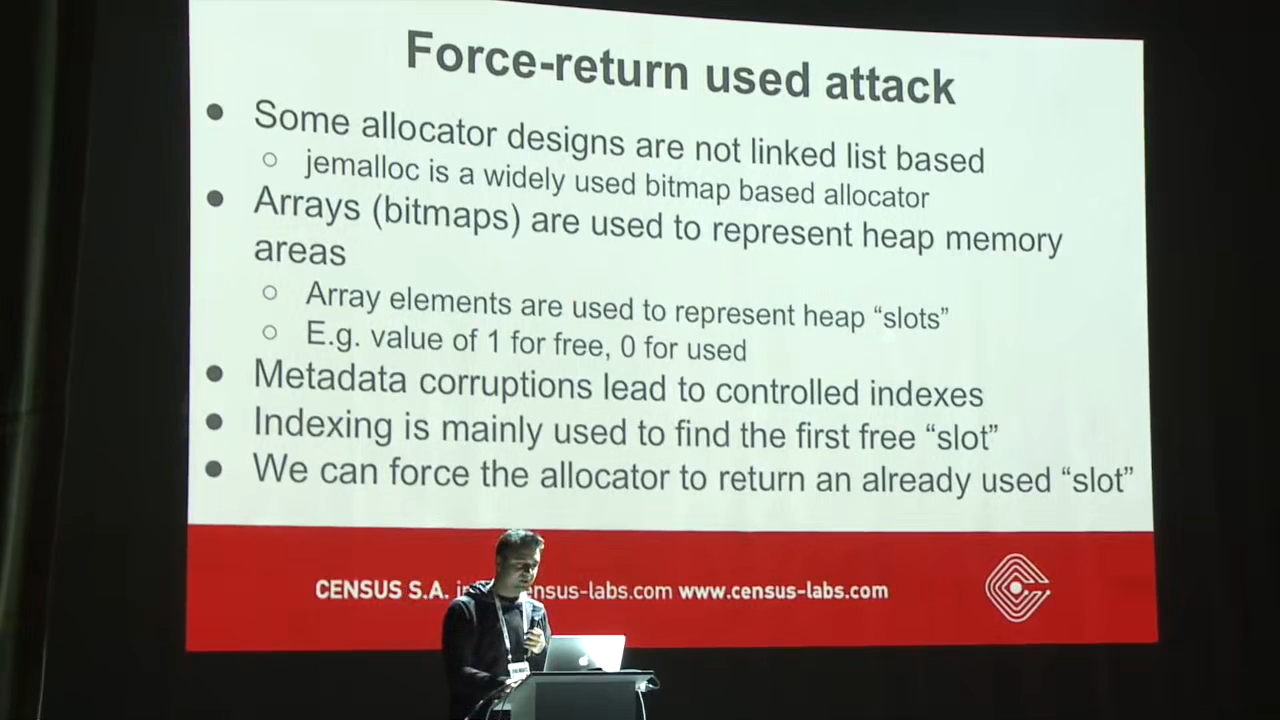 Force-return used attack
● Some allocator designs are not linked list based
○ jemalloc is a widely used bitmap based allocator
● Arrays (bitmaps) are used to represent heap memory
areas
○ Array elements are used to represent heap “slots”
○ E.g. value of 1 for free, 0 for used
● Metadata corruptions lead to controlled indexes
● Indexing is mainly used to find the first free “slot”
● We can force the allocator to return an already used “slot”
CENSUS S.A. nsus-labs.com www.census-labs.com